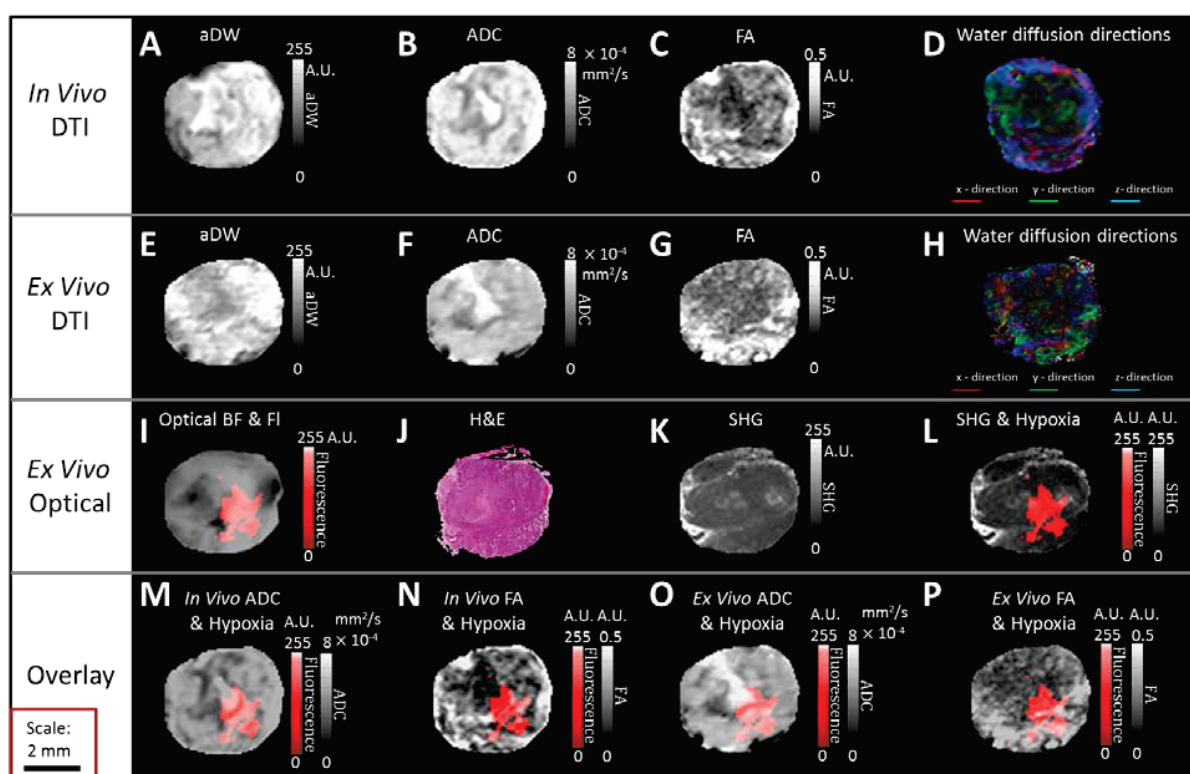 In Vivo
DTI
A
aDW
255
A.U.
aDW
0
B
ADC
8 × 10-4
mm2/s
ADC
0
C
FA
0.5
A.U.
FA
0
D
Water diffusion directions
x - direction
y - direction
z- direction
Ex Vivo
DTI
E
aDW
255
A.U.
aDW
0
F
ADC
8 × 10-4
mm2/s
ADC
0
G
FA
0.5
A.U.
FA
0
H
Water diffusion directions
x - direction
y - direction
z- direction
Ex Vivo
Optical
I
Optical BF & Fl
255 A.U.
Fluorescence
0
J
H&E
K
SHG
255
A.U.
SHG
0
L
SHG & Hypoxia
A.U. A.U.
255 255
Fluorescence
SHG
0 0
Overlay
Scale:
2 mm
M
In Vivo ADC
& Hypoxia
A.U. mm2/s
255 8 × 10-4
Fluorescence
ADC
0 0
N
In Vivo FA
& Hypoxia
A.U. A.U.
255 0.5
Fluorescence
FA
0 0
O
Ex Vivo ADC
& Hypoxia
A.U. mm2/s
255 8 × 10-4
Fluorescence
ADC
0 0
P
Ex Vivo FA
& Hypoxia
A.U. A.U.
255 0.5
Fluorescence
FA
0 0